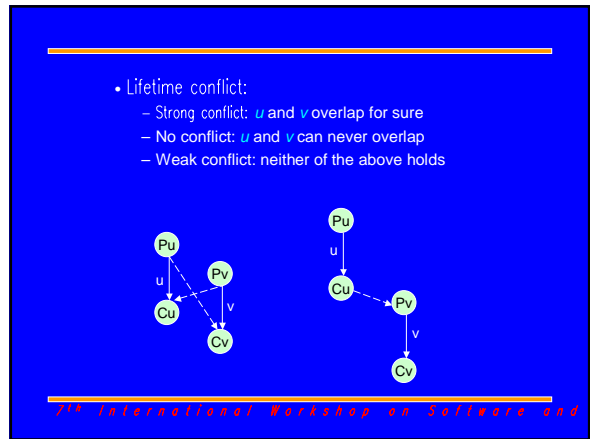 • Lifetime conflict:
– Strong conflict: u and v overlap for sure
– No conflict: u and v can never overlap
– Weak conflict: neither of the above holds
Pu
Pv
u
Cu
v
Cv
Pu
u
Cu
Pv
v
Cv
7th International Workshop on Software and